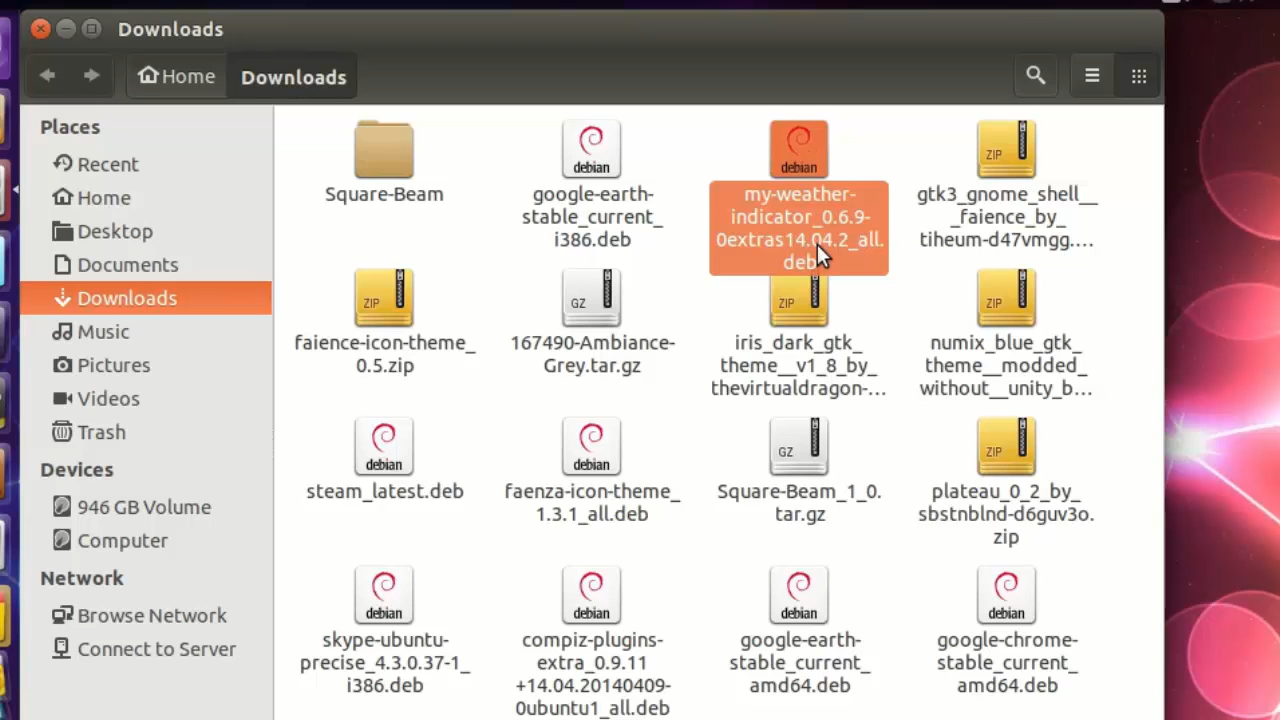 Downloads
Home
Downloads
Places
Recent
Home
Desktop
Documents
Downloads
Music
Pictures
Videos
Trash
Devices
946 GB Volume
Computer
Network
Browse Network
Connect to Server
Square-Beam
debian
google-earth-
stable_current_
i386.deb
debian
my-weather-
indicator_0.6.9-
0extras14.04.2_all.
deb
ZIP
gtk3_gnome_shell__
_faience_by_
tiheum-d47vmgg....
ZIP
faience-icon-theme_
0.5.zip
GZ
167490-Ambiance-
Grey.tar.gz
ZIP
iris_dark_gtk_
theme__v1_8_by_
thevirtualdragon-...
ZIP
numix_blue_gtk_
theme__modded_
without__unity_b...
debian
steam_latest.deb
debian
faenza-icon-theme_
1.3.1_all.deb
GZ
Square-Beam_1_0.
tar.gz
ZIP
plateau_0_2_by_
sbstnblnd-d6guv3o.
zip
debian
skype-ubuntu-
precise_4.3.0.37-1_
i386.deb
debian
compiz-plugins-
extra_0.9.11
+14.04.20140409-
0ubuntu1_all.deb
debian
google-earth-
stable_current_
amd64.deb
debian
google-chrome-
stable_current_
amd64.deb